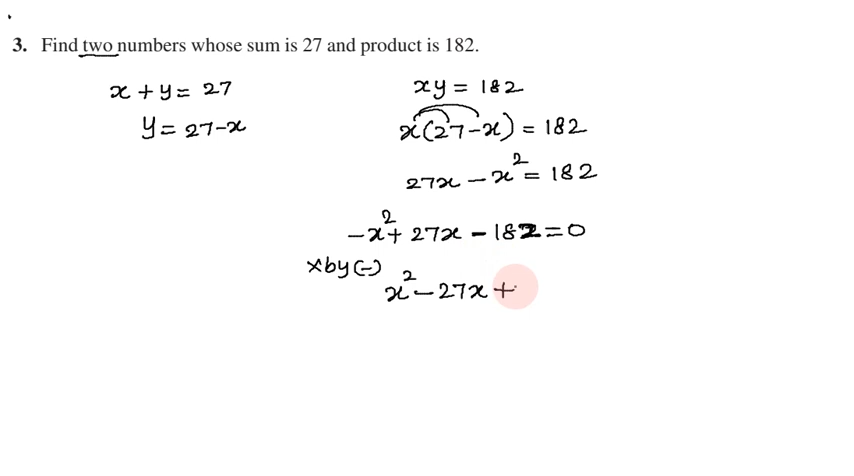 3. Find two numbers whose sum is 27 and product is 182.
x + y = 27
y = 27 - x
xy = 182
x(27 - x) = 182
27x - x² = 182
-x² + 27x - 182 = 0
× by (-)
x² - 27x +